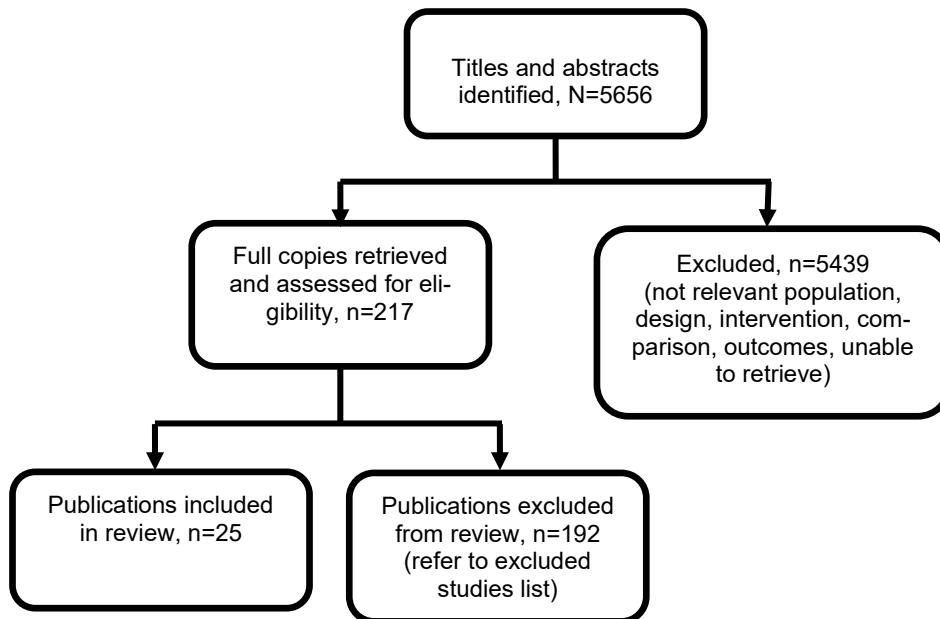 Titles and abstracts
identified, N=5656
Full copies retrieved
and assessed for eli-
gibility, n=217
Excluded, n=5439
(not relevant population,
design, intervention, com-
parison, outcomes, unable
to retrieve)
Publications included
in review, n=25
Publications excluded
from review, n=192
(refer to excluded
studies list)